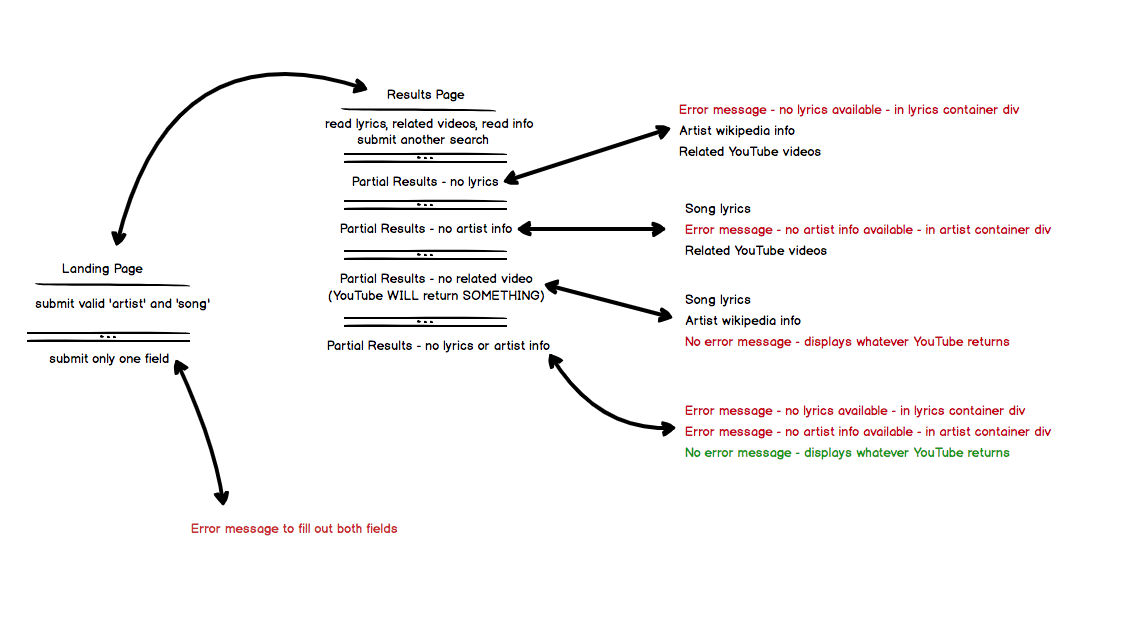 Landing Page
submit valid 'artist' and 'song'
submit only one field
Error message to fill out both fields
Results Page
read lyrics, related videos, read info
submit another search
Partial Results - no lyrics
Partial Results - no artist info
Partial Results - no related video
(YouTube WILL return SOMETHING)
Partial Results - no lyrics or artist info
Error message - no lyrics available - in lyrics container div
Artist wikipedia info
Related YouTube videos
Song lyrics
Error message - no artist info available - in artist container div
Related YouTube videos
Song lyrics
Artist wikipedia info
No error message - displays whatever YouTube returns
Error message - no lyrics available - in lyrics container div
Error message - no artist info available - in artist container div
No error message - displays whatever YouTube returns